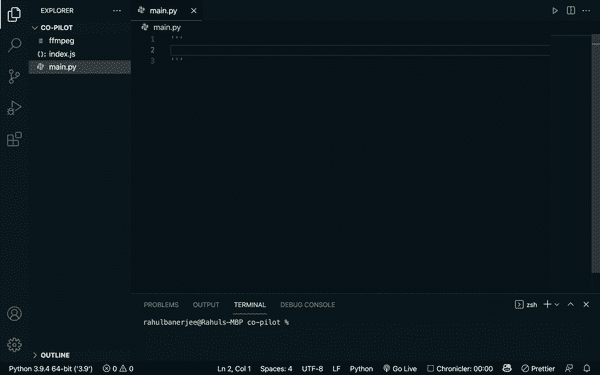 EXPLORER ···
CO-PILOT
ffmpeg
index.js
main.py
main.py ×
main.py
1 '''
2
3 '''
PROBLEMS OUTPUT TERMINAL DEBUG CONSOLE
zsh
rahulbanerjee@Rahuls-MBP co-pilot %
OUTLINE
Python 3.9.4 64-bit ('3.9') 0 0 Ln 2, Col 1 Spaces: 4 UTF-8 LF Python Go Live Chronicler: 00:00 Prettier